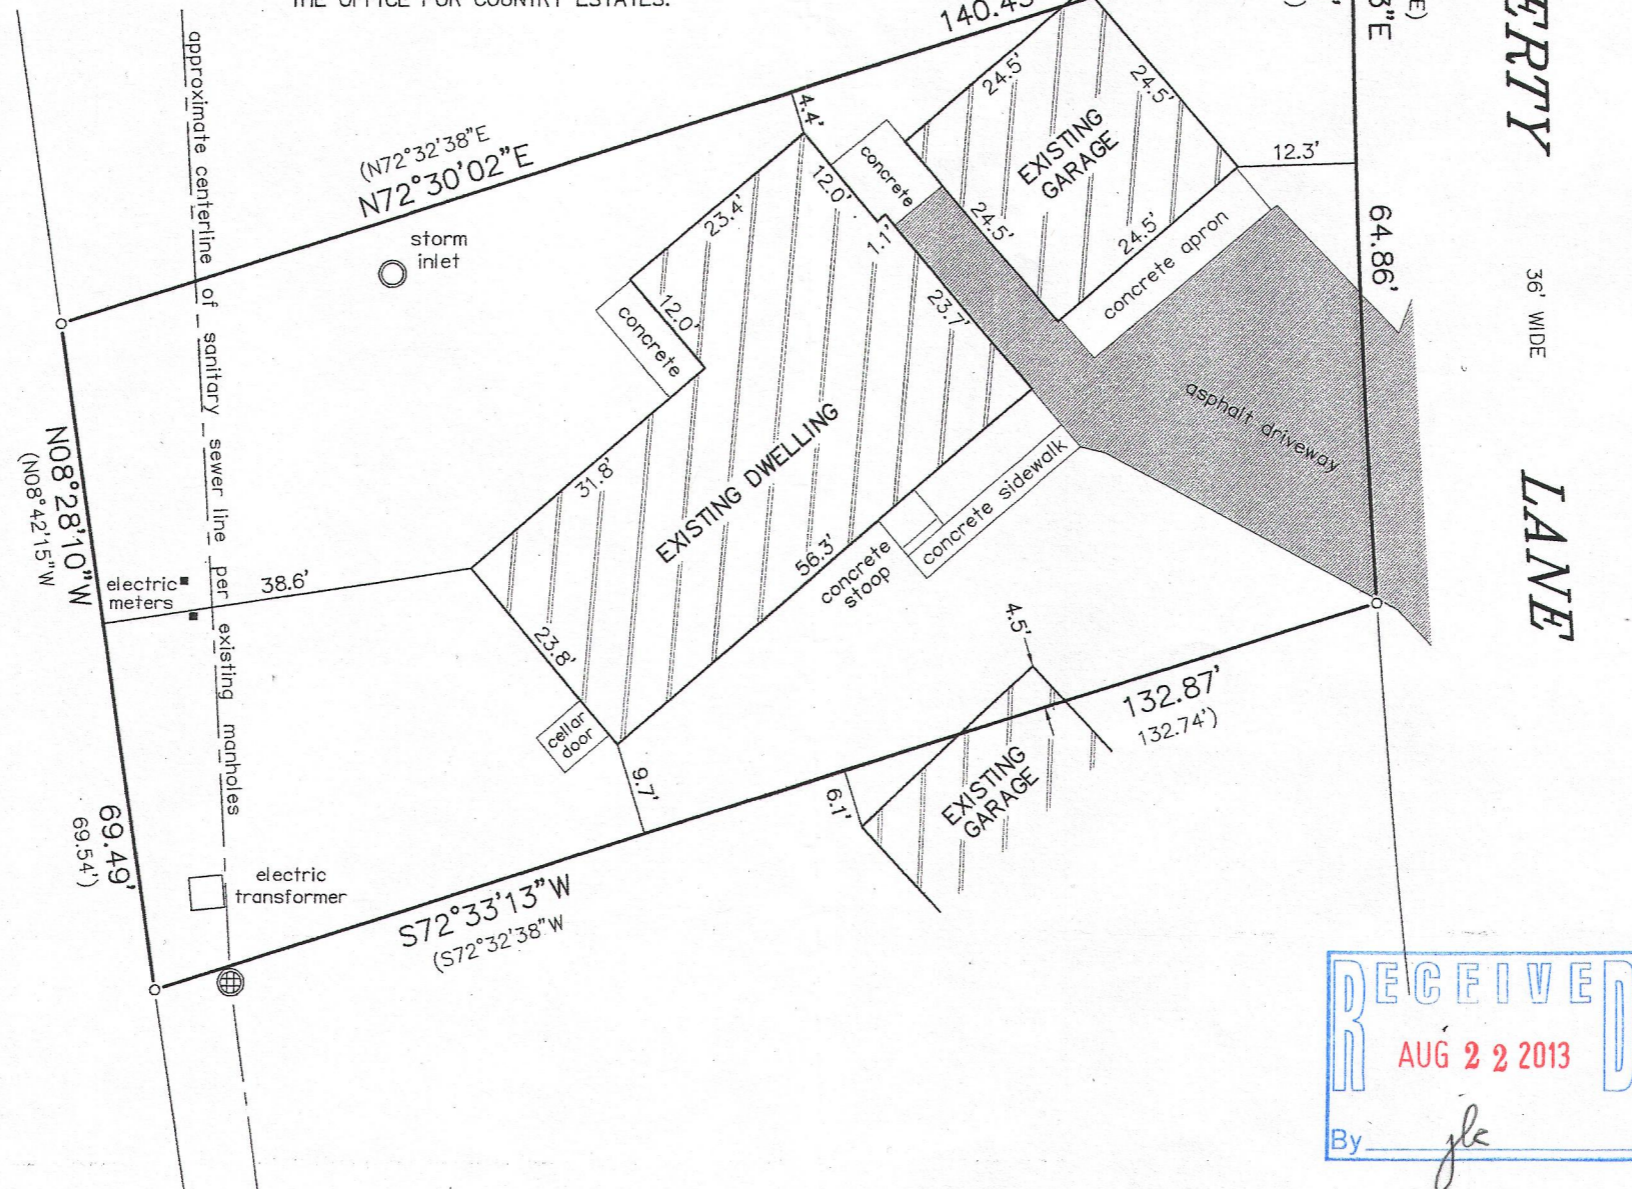 THE OFFICE FOR COUNTRY ESTATES.
140.45'
3"E
E)
ERTY
36' WIDE
LANE
approximate centerline of sanitary sewer line per existing manholes
(N72°32'38"E
N72°30'02"E
storm
inlet
4.4'
24.5'
24.5'
EXISTING
GARAGE
24.5'
24.5'
12.3'
64.86'
concrete
concrete apron
asphalt driveway
12.0'
1.1'
23.7'
23.4'
12.0'
concrete
EXISTING DWELLING
31.8'
56.3'
concrete sidewalk
concrete
stoop
N08°28'10"W
(N08°42'15"W
electric
meters
38.6'
23.8'
cellar
door
9.7'
4.5'
6.1'
EXISTING
GARAGE
132.87'
132.74')
69.49'
69.54')
electric
transformer
S72°33'13"W
(S72°32'38"W
RECEIVED
AUG 22 2013
By jlc